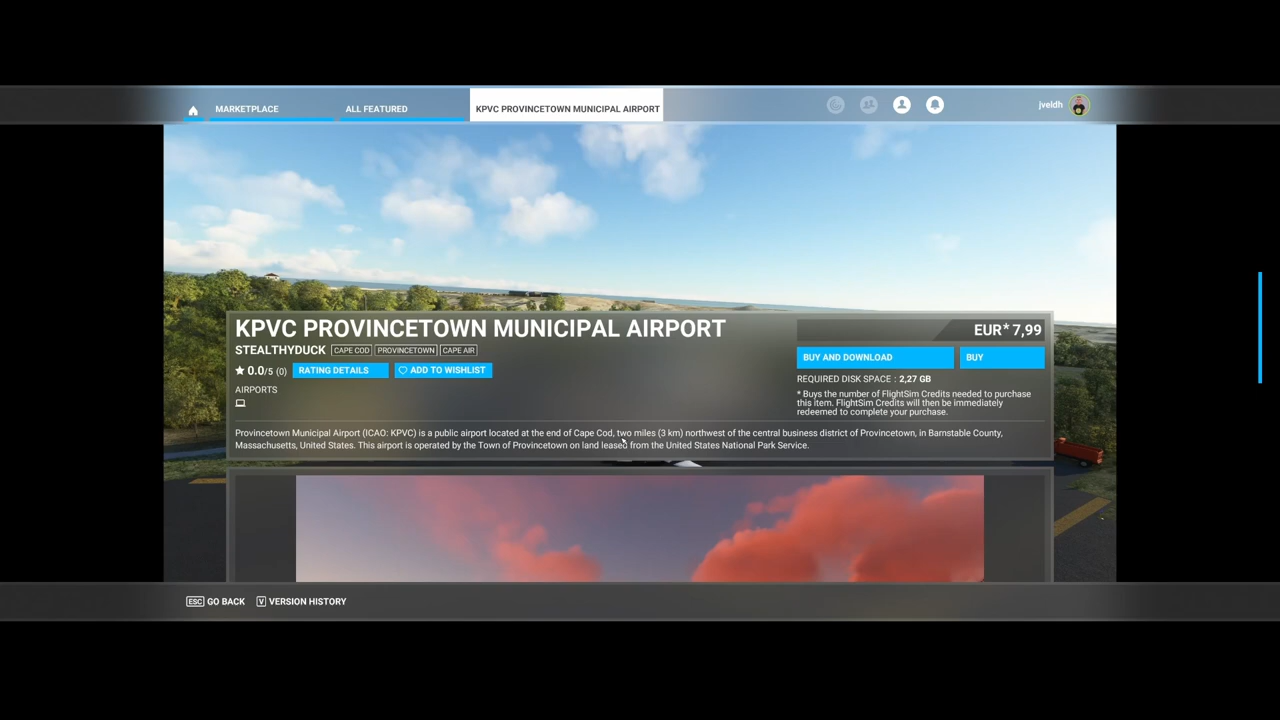 MARKETPLACE
ALL FEATURED
KPVC PROVINCETOWN MUNICIPAL AIRPORT
jveldh
KPVC PROVINCETOWN MUNICIPAL AIRPORT
EUR* 7,99
STEALTHYDUCK CAPE COD PROVINCETOWN CAPE AIR
BUY AND DOWNLOAD
BUY
0.0/5 (0) RATING DETAILS ADD TO WISHLIST
REQUIRED DISK SPACE : 2,27 GB
AIRPORTS
* Buys the number of FlightSim Credits needed to purchase
this item. FlightSim Credits will then be immediately
redeemed to complete your purchase.
Provincetown Municipal Airport (ICAO: KPVC) is a public airport located at the end of Cape Cod, two miles (3 km) northwest of the central business district of Provincetown, in Barnstable County,
Massachusetts, United States. This airport is operated by the Town of Provincetown on land leased from the United States National Park Service.
ESC GO BACK V VERSION HISTORY